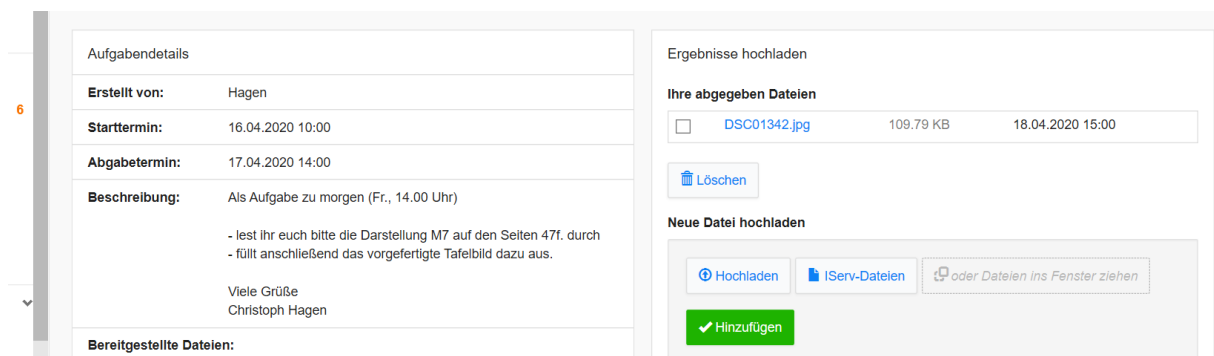 6
Aufgabendetails
Erstellt von: Hagen
Starttermin: 16.04.2020 10:00
Abgabetermin: 17.04.2020 14:00
Beschreibung: Als Aufgabe zu morgen (Fr., 14.00 Uhr)
- lest ihr euch bitte die Darstellung M7 auf den Seiten 47f. durch
- füllt anschließend das vorgefertigte Tafelbild dazu aus.
Viele Grüße
Christoph Hagen
Bereitgestellte Dateien:
Ergebnisse hochladen
Ihre abgegeben Dateien
DSC01342.jpg 109.79 KB 18.04.2020 15:00
Löschen
Neue Datei hochladen
Hochladen IServ-Dateien oder Dateien ins Fenster ziehen
Hinzufügen